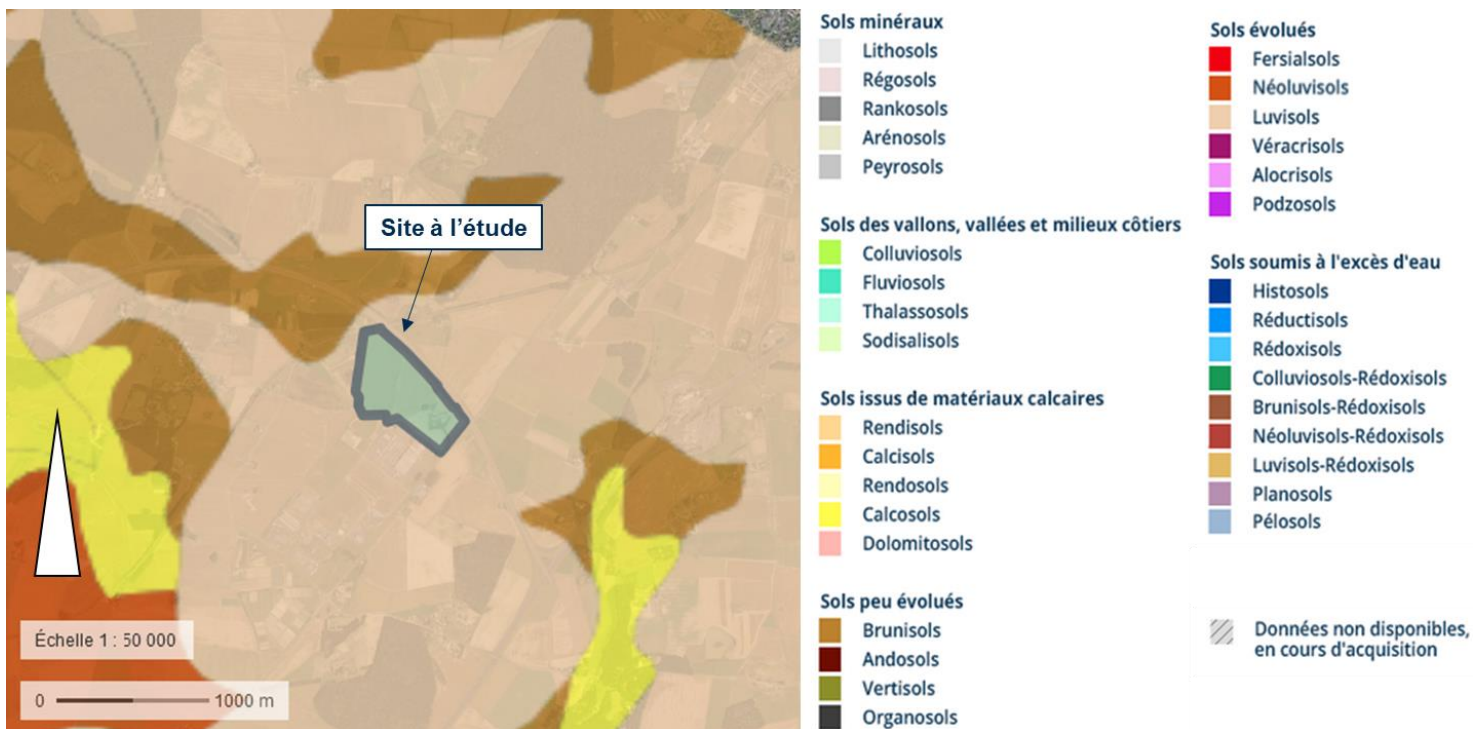 Site à l'étude
Échelle 1 : 50 000
0 1000 m
Sols minéraux
Lithosols
Régosols
Rankosols
Arénosols
Peyrosols
Sols des vallons, vallées et milieux côtiers
Colluviosols
Fluviosols
Thalassosols
Sodisalisols
Sols issus de matériaux calcaires
Rendisols
Calcisols
Rendosols
Calcosols
Dolomitosols
Sols peu évolués
Brunisols
Andosols
Vertisols
Organosols
Sols évolués
Fersialsols
Néoluvisols
Luvisols
Véracrisols
Alocrisols
Podzosols
Sols soumis à l'excès d'eau
Histosols
Réductisols
Rédoxisols
Colluviosols-Rédoxisols
Brunisols-Rédoxisols
Néoluvisols-Rédoxisols
Luvisols-Rédoxisols
Planosols
Pélosols
Données non disponibles,
en cours d'acquisition